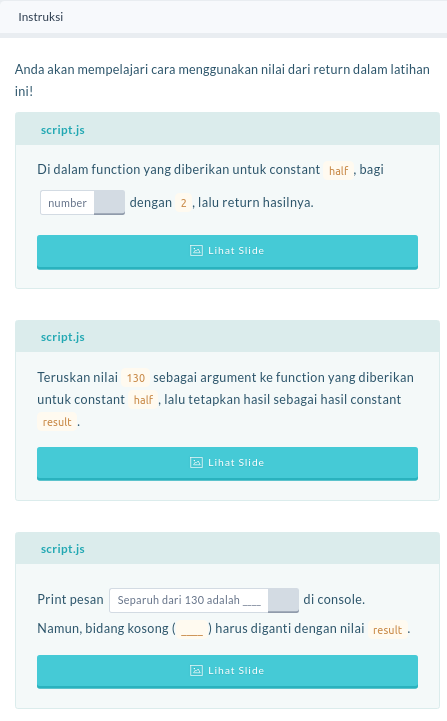 Instruksi
Anda akan mempelajari cara menggunakan nilai dari return dalam latihan
ini!
script.js
Di dalam function yang diberikan untuk constant half , bagi
number dengan 2 , lalu return hasilnya.
Lihat Slide
script.js
Teruskan nilai 130 sebagai argument ke function yang diberikan
untuk constant half , lalu tetapkan hasil sebagai hasil constant
result .
Lihat Slide
script.js
Print pesan Separuh dari 130 adalah ___ di console.
Namun, bidang kosong ( ___ ) harus diganti dengan nilai result .
Lihat Slide